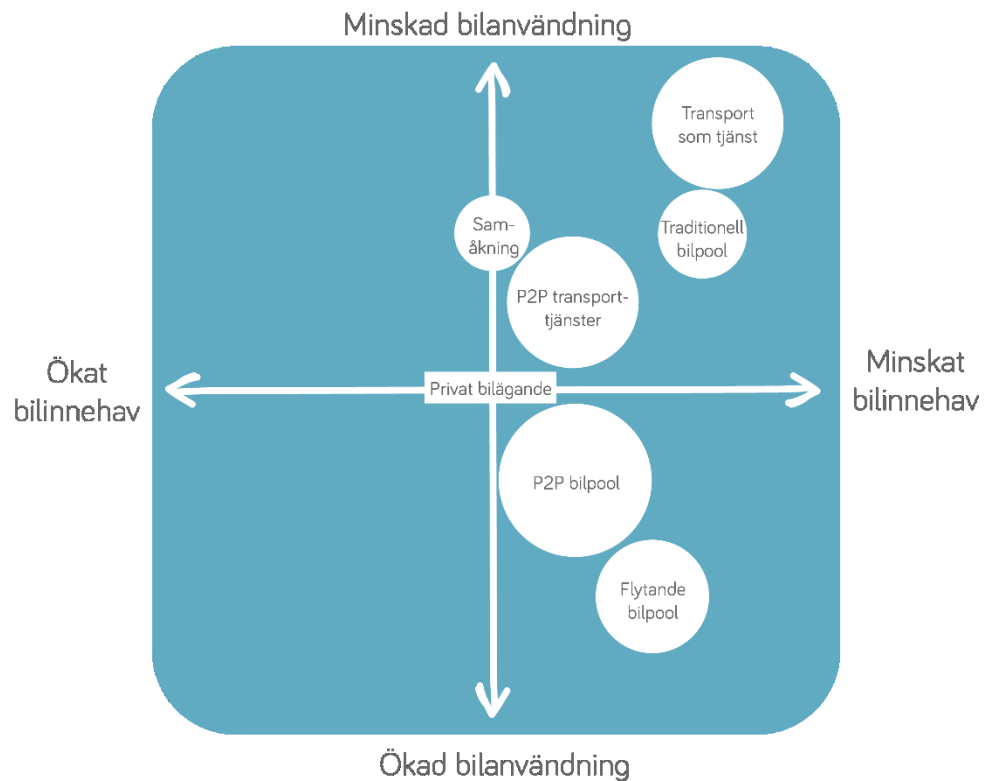 Minskad bilanvändning
Transport
som tjänst
Sam-
åkning
Traditionell
bilpool
P2P transport-
tjänster
Ökat
bilinnehav
Privat bilägande
Minskat
bilinnehav
P2P bilpool
Flytande
bilpool
Ökad bilanvändning